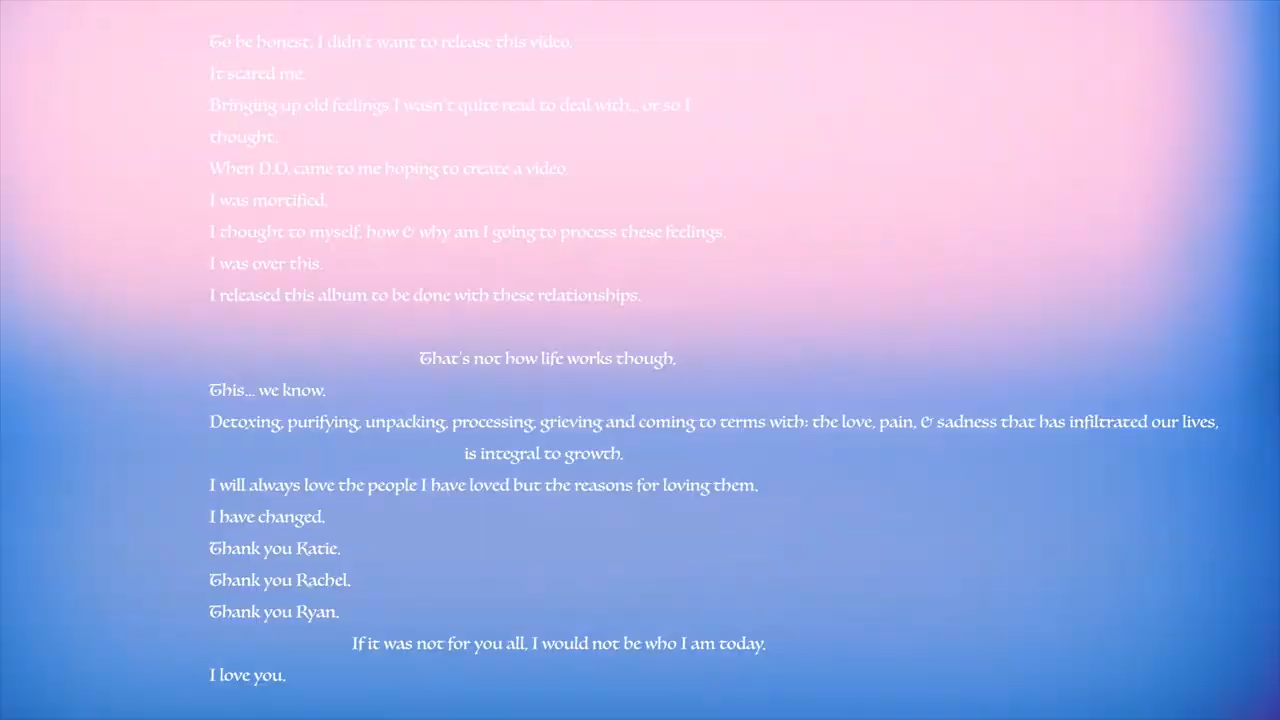 To be honest, I didn't want to release this video.
It scared me.
Bringing up old feelings I wasn't quite read to deal with... or so I
thought.
When D.D. came to me hoping to create a video.
I was mortified.
I thought to myself, how & why am I going to process these feelings.
I was over this.
I released this album to be done with these relationships.
That's not how life works though.
This... we know.
Detoxing, purifying, unpacking, processing, grieving and coming to terms with: the love, pain, & sadness that has infiltrated our lives,
is integral to growth.
I will always love the people I have loved but the reasons for loving them,
I have changed.
Thank you Katie.
Thank you Rachel.
Thank you Ryan.
If it was not for you all, I would not be who I am today.
I love you.